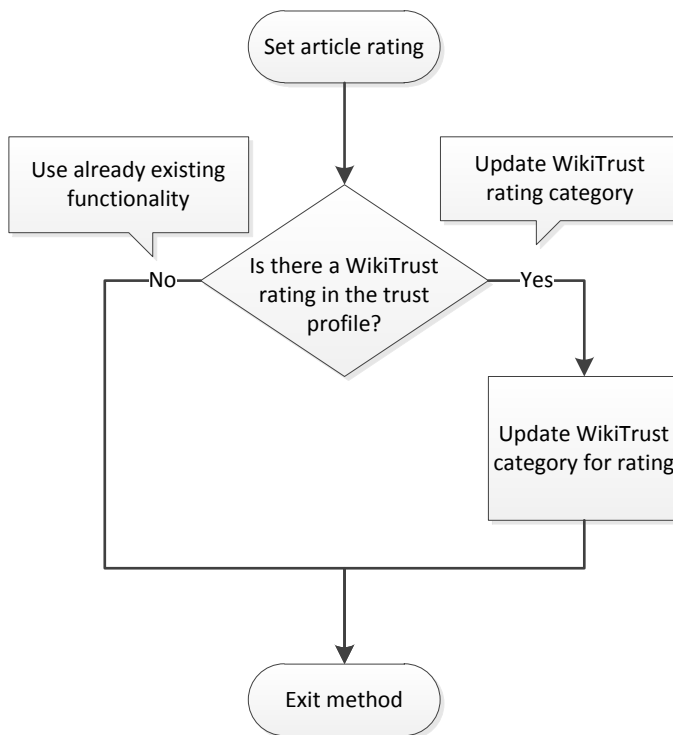 Set article rating
Use already existing
functionality
Update WikiTrust
rating category
Is there a WikiTrust
rating in the trust
profile?
No
Yes
Update WikiTrust
category for rating
Exit method